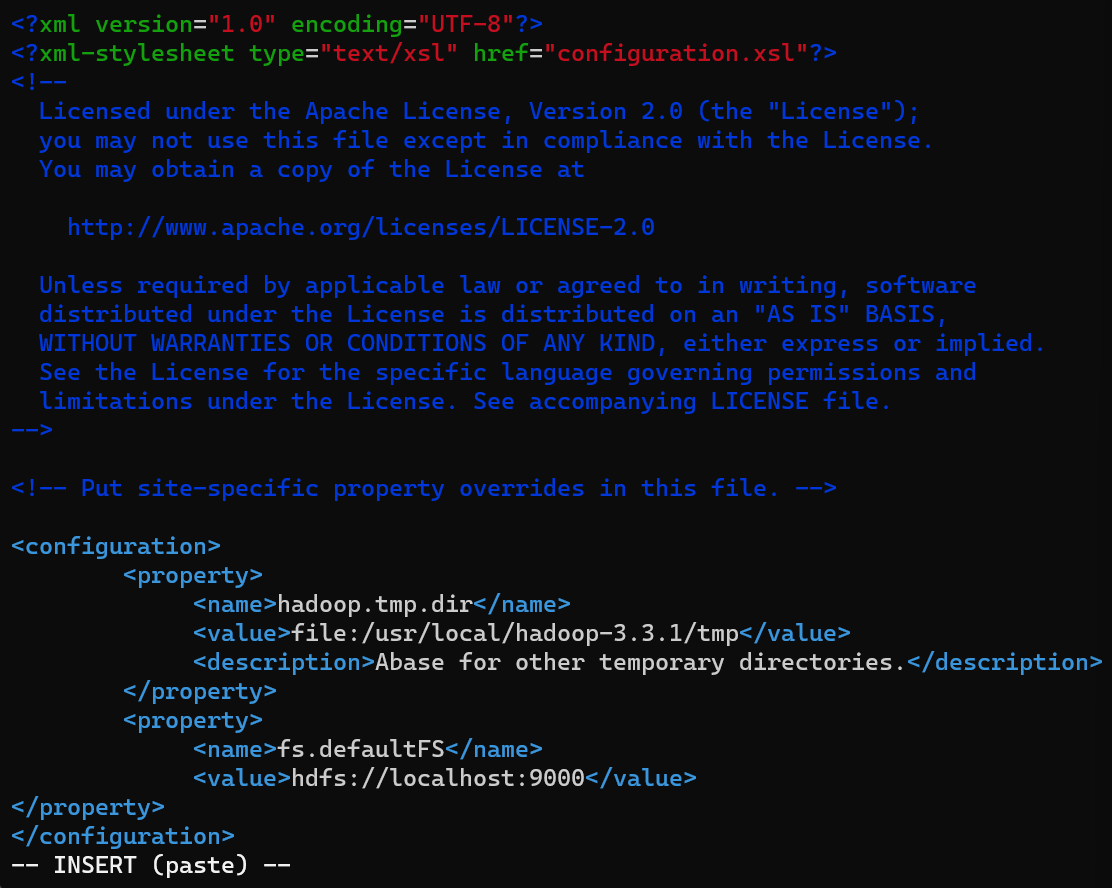 <?xml version="1.0" encoding="UTF-8"?>
<?xml-stylesheet type="text/xsl" href="configuration.xsl"?>
<!--
  Licensed under the Apache License, Version 2.0 (the "License");
  you may not use this file except in compliance with the License.
  You may obtain a copy of the License at

    http://www.apache.org/licenses/LICENSE-2.0

  Unless required by applicable law or agreed to in writing, software
  distributed under the License is distributed on an "AS IS" BASIS,
  WITHOUT WARRANTIES OR CONDITIONS OF ANY KIND, either express or implied.
  See the License for the specific language governing permissions and
  limitations under the License. See accompanying LICENSE file.
-->

<!-- Put site-specific property overrides in this file. -->

<configuration>
        <property>
             <name>hadoop.tmp.dir</name>
             <value>file:/usr/local/hadoop-3.3.1/tmp</value>
             <description>Abase for other temporary directories.</description>
        </property>
        <property>
             <name>fs.defaultFS</name>
             <value>hdfs://localhost:9000</value>
</property>
</configuration>
-- INSERT (paste) --